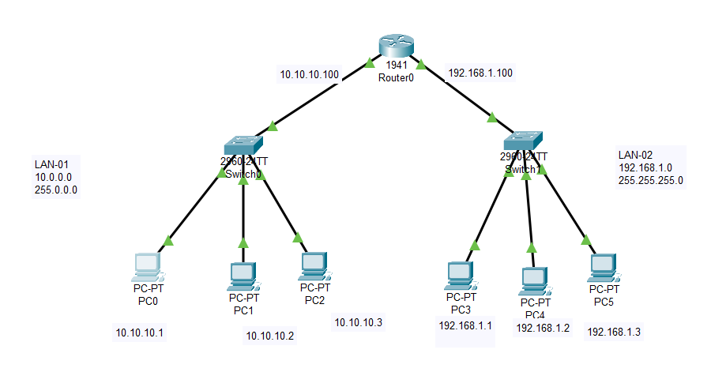 1941
Router0
10.10.10.100
192.168.1.100
2960-24TT
Switch0
2960-24TT
Switch1
LAN-01
10.0.0.0
255.0.0.0
LAN-02
192.168.1.0
255.255.255.0
PC-PT
PC0
PC-PT
PC1
PC-PT
PC2
PC-PT
PC3
PC-PT
PC4
PC-PT
PC5
10.10.10.1
10.10.10.2
10.10.10.3
192.168.1.1
192.168.1.2
192.168.1.3